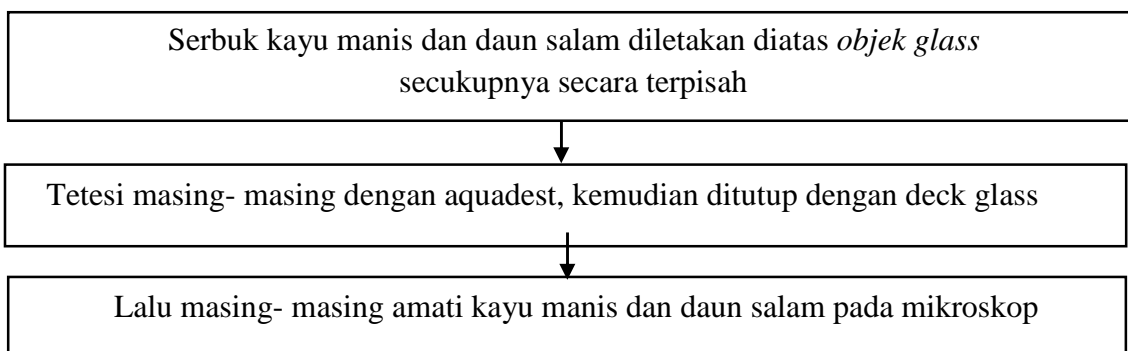 Serbuk kayu manis dan daun salam diletakan diatas objek glass
secukupnya secara terpisah
Tetesi masing- masing dengan aquadest, kemudian ditutup dengan deck glass
Lalu masing- masing amati kayu manis dan daun salam pada mikroskop